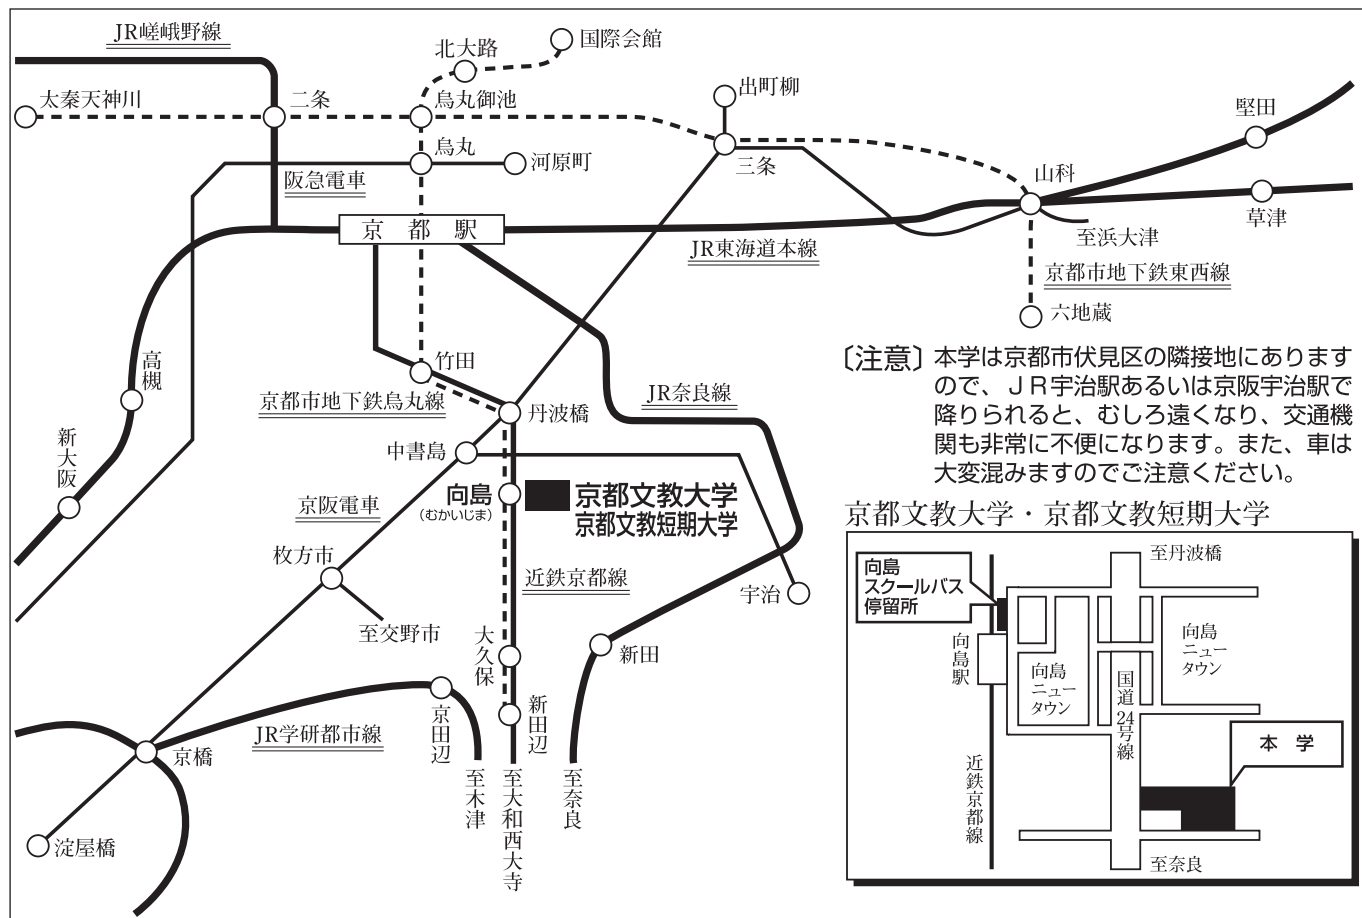 JR嵯峨野線
北大路
国際会館
太秦天神川
二条
烏丸御池
出町柳
堅田
烏丸
河原町
三条
山科
阪急電車
草津
京都駅
至浜大津
JR東海道本線
京都市地下鉄東西線
六地蔵
高槻
竹田
京都市地下鉄烏丸線
JR奈良線
丹波橋
新大阪
中書島
向島
(むかいじま)
京都文教大学
京都文教短期大学
京阪電車
枚方市
近鉄京都線
宇治
至交野市
大久保
新田
京田辺
新田辺
JR学研都市線
京橋
至木津
至大和西大寺
至奈良
淀屋橋
〔注意〕本学は京都市伏見区の隣接地にあります
ので、JR宇治駅あるいは京阪宇治駅で
降りられると、むしろ遠くなり、交通機
関も非常に不便になります。また、車は
大変混みますのでご注意ください。
京都文教大学・京都文教短期大学
至丹波橋
向島
スクールバス
停留所
向島駅
向島
ニュー
タウン
向島
ニュー
タウン
国道24号線
本学
近鉄京都線
至奈良